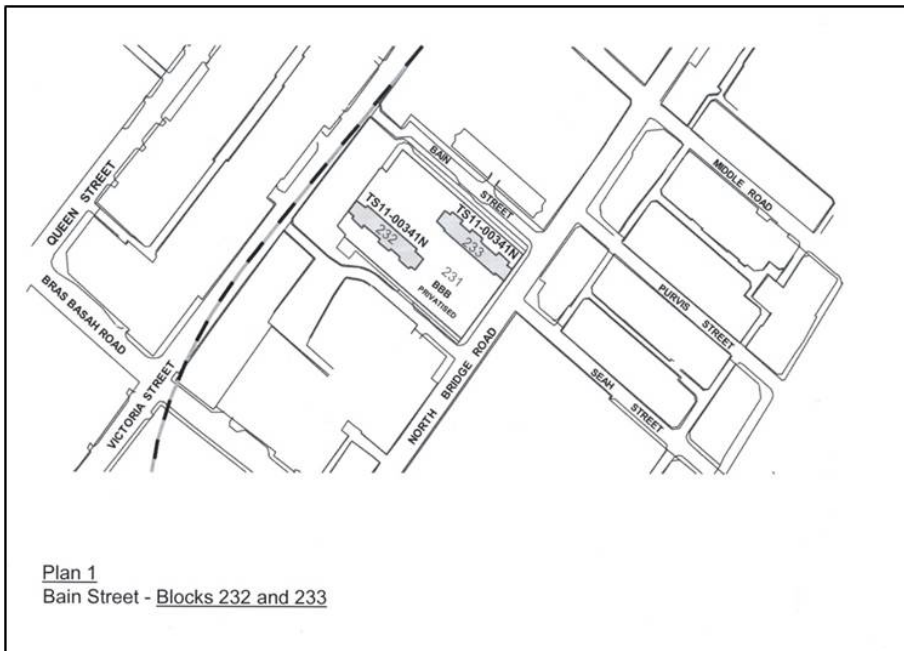 QUEEN STREET
BRAS BASAH ROAD
VICTORIA STREET
BAIN STREET
TS11-00341N
232
TS11-00341N
233
231
BBB
PRIVATISED
NORTH BRIDGE ROAD
MIDDLE ROAD
PURVIS STREET
SEAH STREET
Plan 1
Bain Street - Blocks 232 and 233